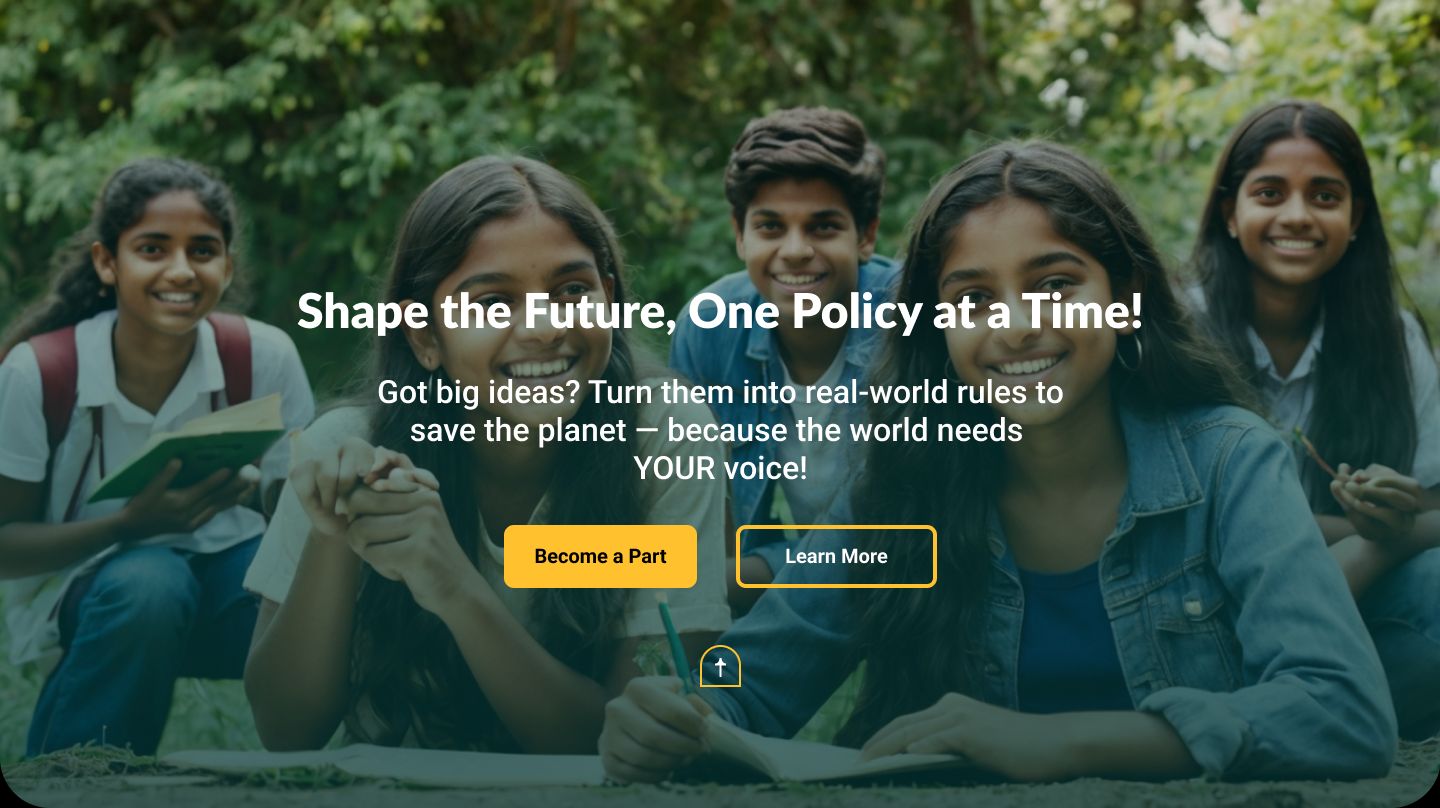 Shape the Future, One Policy at a Time!
Got big ideas? Turn them into real-world rules to
save the planet — because the world needs
YOUR voice!
Become a Part
Learn More